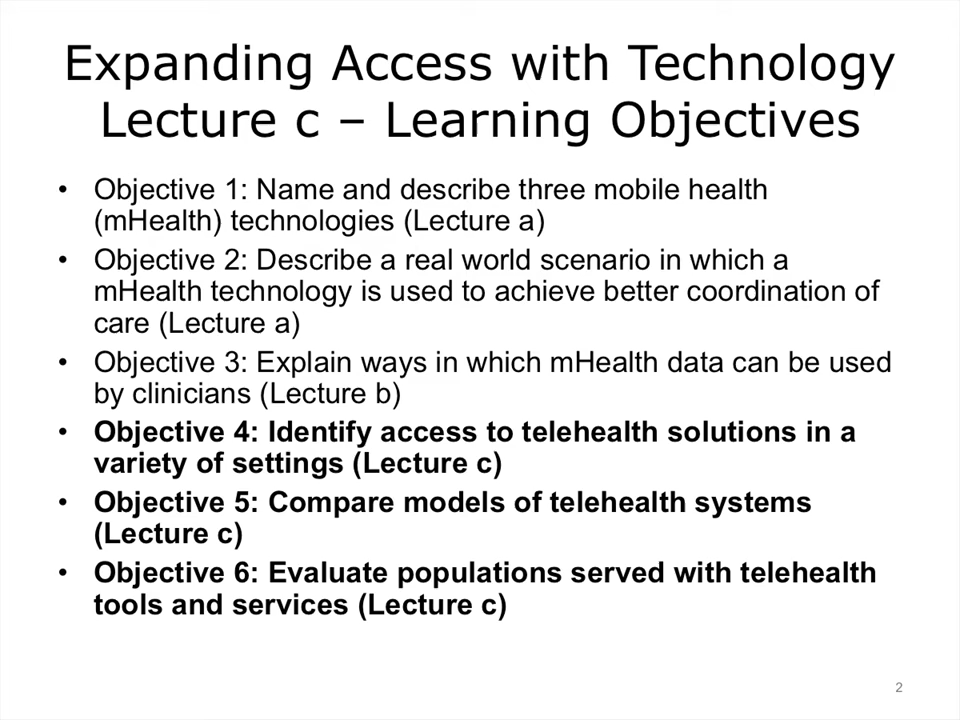 Expanding Access with Technology
Lecture c – Learning Objectives
• Objective 1: Name and describe three mobile health
(mHealth) technologies (Lecture a)
• Objective 2: Describe a real world scenario in which a
mHealth technology is used to achieve better coordination of
care (Lecture a)
• Objective 3: Explain ways in which mHealth data can be used
by clinicians (Lecture b)
• Objective 4: Identify access to telehealth solutions in a
variety of settings (Lecture c)
• Objective 5: Compare models of telehealth systems
(Lecture c)
• Objective 6: Evaluate populations served with telehealth
tools and services (Lecture c)
2